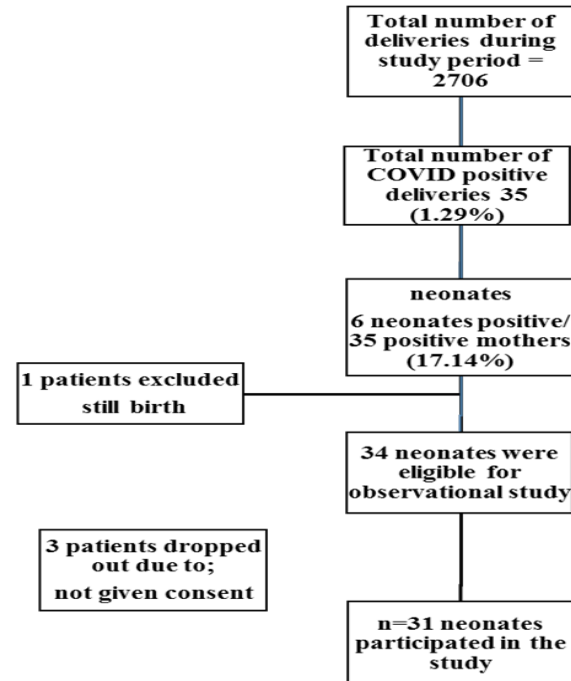 Total number of
deliveries during
study period =
2706
Total number of
COVID positive
deliveries 35
(1.29%)
neonates
6 neonates positive/
35 positive mothers
(17.14%)
1 patients excluded
still birth
34 neonates were
eligible for
observational study
3 patients dropped
out due to;
not given consent
n=31 neonates
participated in the
study